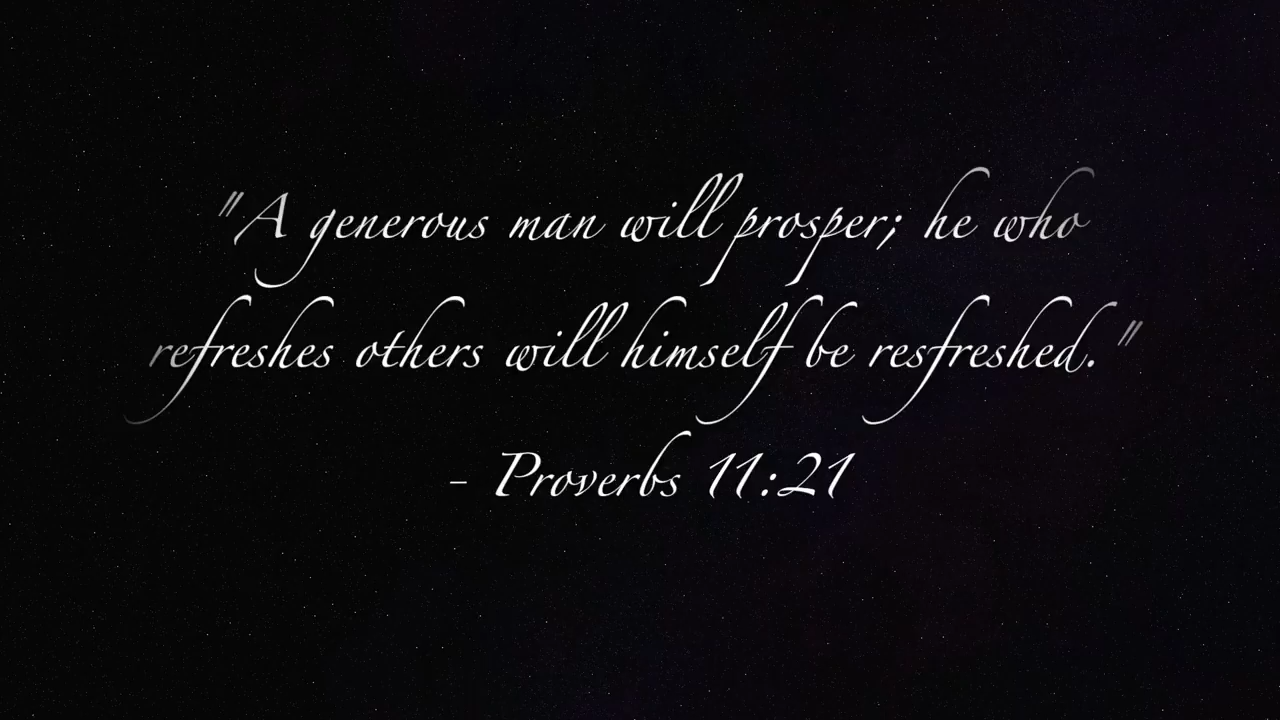 "A generous man will prosper; he who
refreshes others will himself be resfreshed."
- Proverbs 11:21